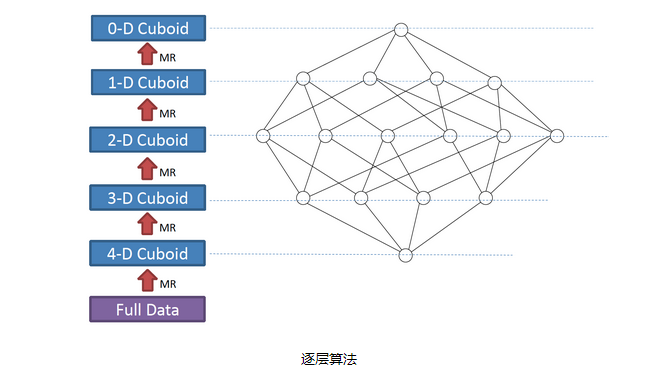 0-D Cuboid
MR
1-D Cuboid
MR
2-D Cuboid
MR
3-D Cuboid
MR
4-D Cuboid
MR
Full Data
逐层算法